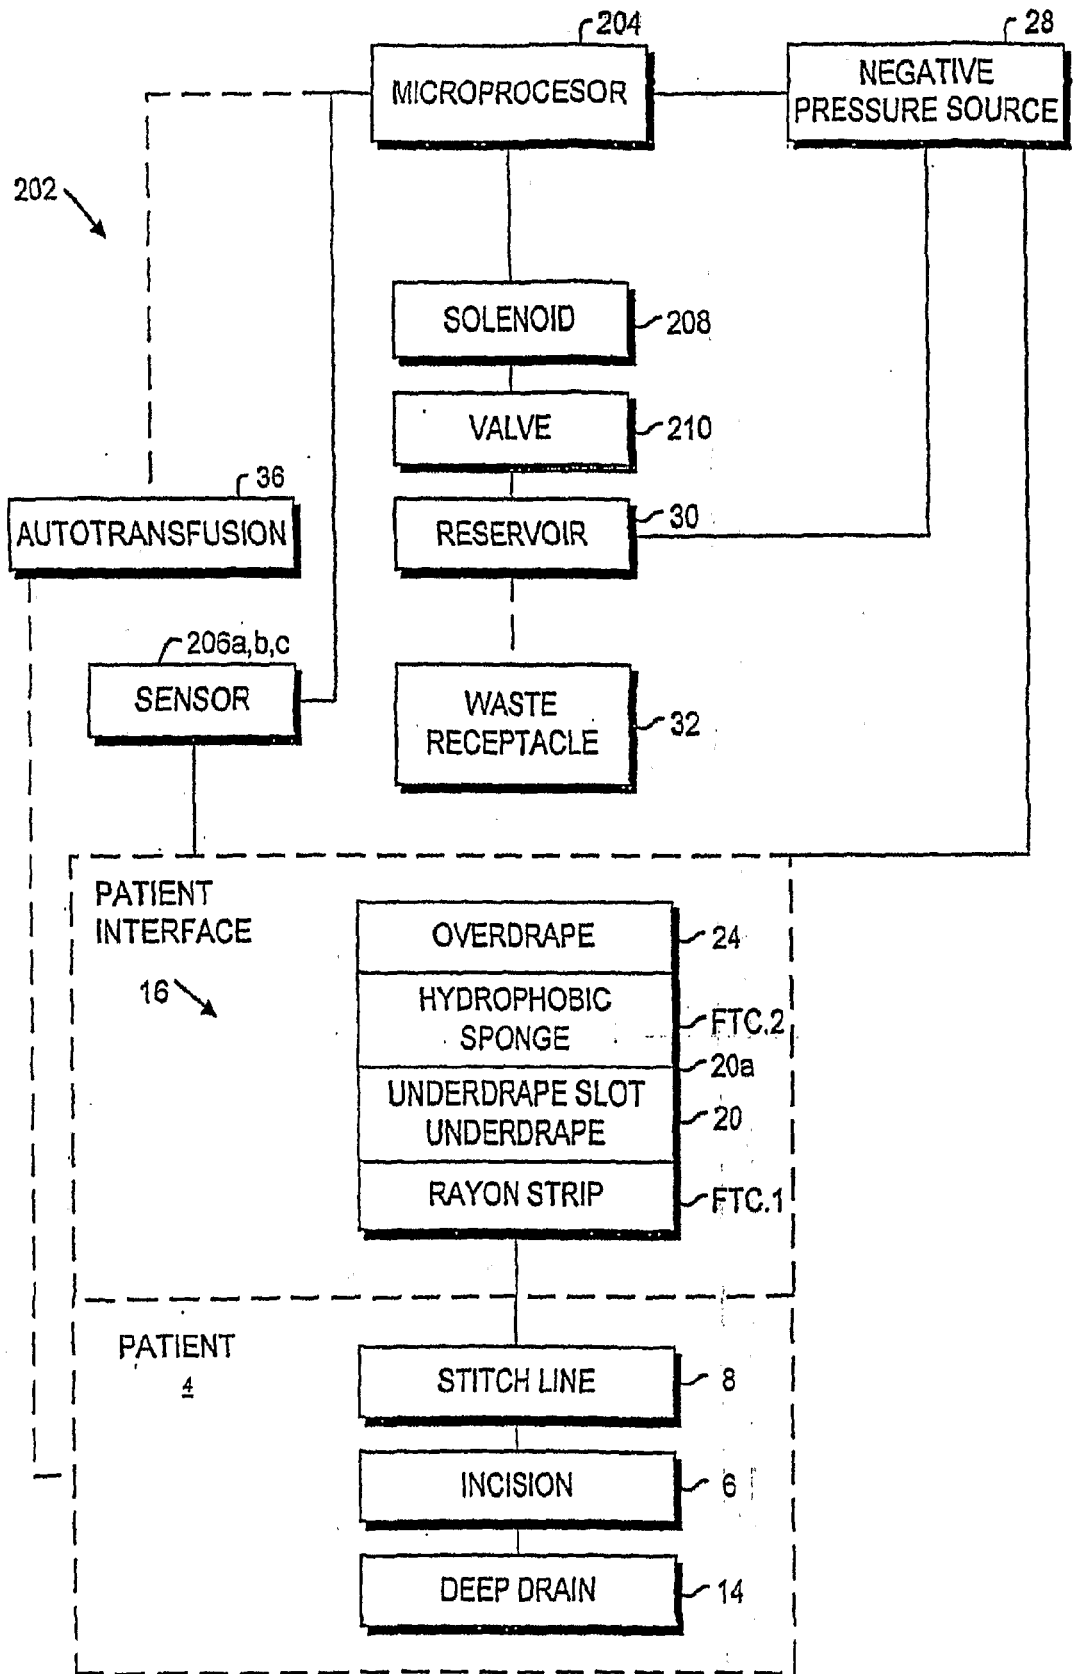 204
28
MICROPROCESOR
NEGATIVE
PRESSURE SOURCE
202
SOLENOID
208
VALVE
210
36
AUTOTRANSFUSION
RESERVOIR
30
206a,b,c
SENSOR
WASTE
RECEPTACLE
32
PATIENT
INTERFACE
16
OVERDRAPE
24
HYDROPHOBIC
SPONGE
FTC.2
20a
UNDERDRAPE SLOT
UNDERDRAPE
20
RAYON STRIP
FTC.1
PATIENT
4
STITCH LINE
8
INCISION
6
DEEP DRAIN
14